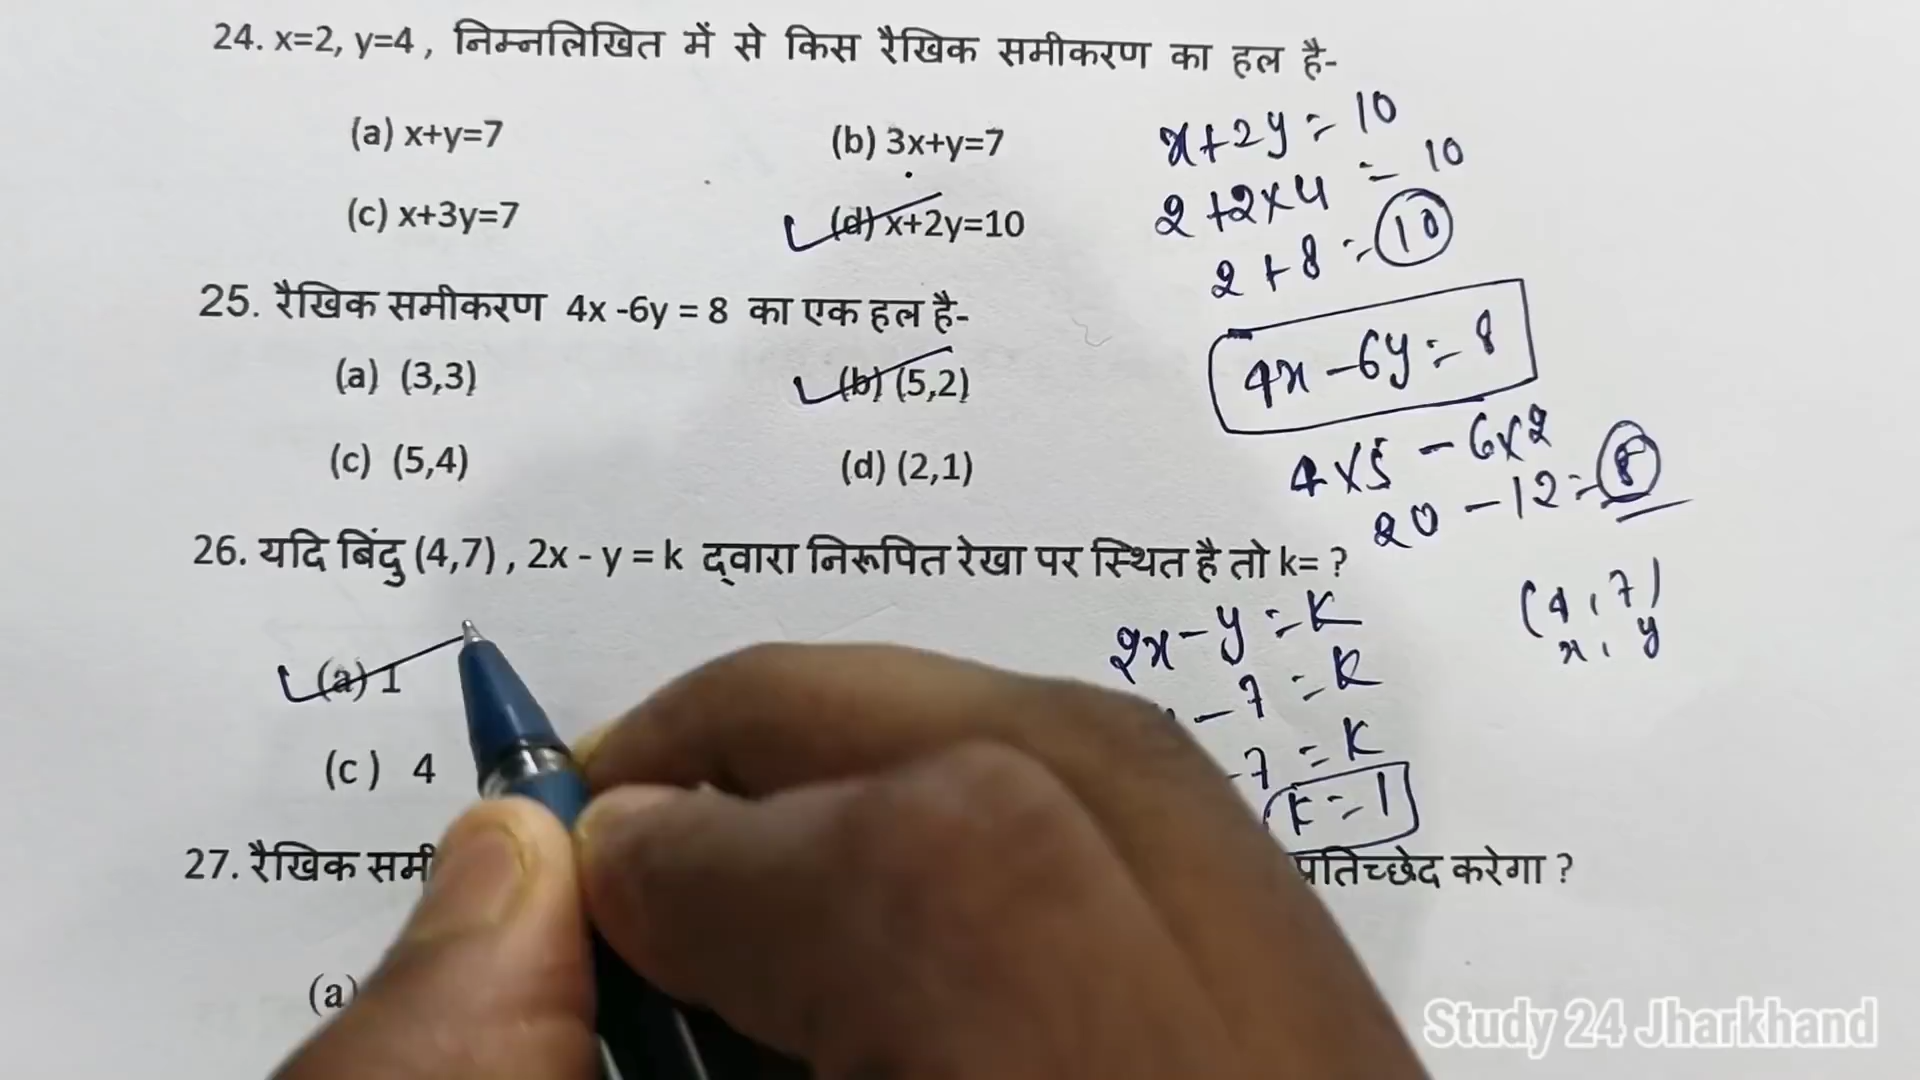 24. x=2, y=4 , निम्नलिखित में से किस रैखिक समीकरण का हल है-
(a) x+y=7
(b) 3x+y=7
(c) x+3y=7
(d) x+2y=10
x+2y = 10
2+2×4 = 10
2+8 = 10
25. रैखिक समीकरण 4x -6y = 8 का एक हल है-
(a) (3,3)
(b) (5,2)
(c) (5,4)
(d) (2,1)
4x-6y = 8
4×5 - 6×2
20 - 12 = 8
26. यदि बिंदु (4,7) , 2x - y = k द्वारा निरूपित रेखा पर स्थित है तो k= ?
(a) 1
(c ) 4
2x-y = K
- 7 = K
-7 = K
k = 1
(4, 7)
x, y
27. रैखिक समी
प्रतिच्छेद करेगा ?
(a)
Study 24 Jharkhand